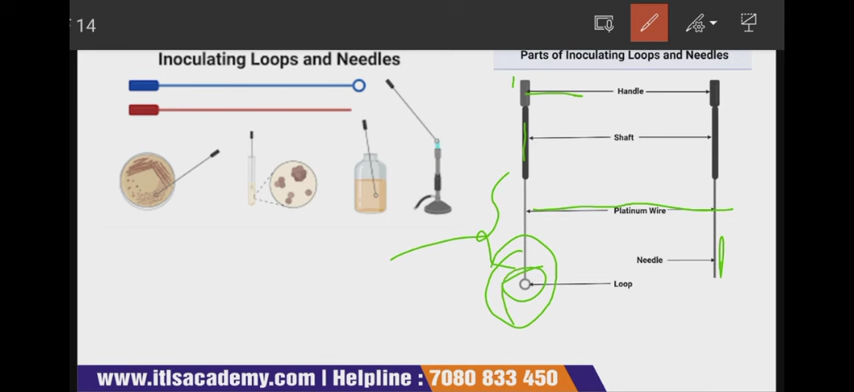 14
Inoculating Loops and Needles
Parts of Inoculating Loops and Needles
Handle
Shaft
Platinum Wire
Needle
Loop
www.itlsacademy.com | Helpline : 7080 833 450